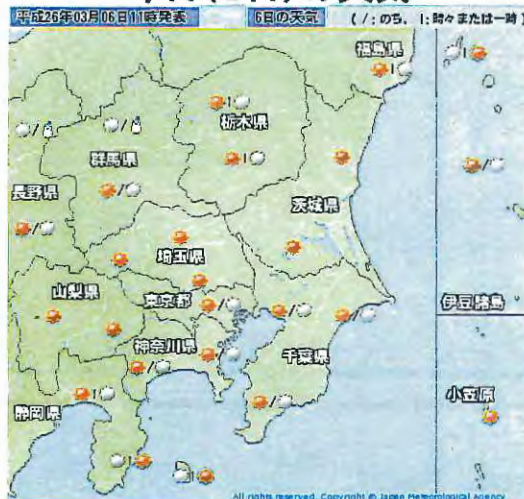 平成26年03月06日11時発表
6日の天気
( / : のち, | : 時々または一時 )
福島県
栃木県
群馬県
長野県
茨城県
埼玉県
山梨県
東京都
伊豆諸島
神奈川県
千葉県
静岡県
小笠原
All rights reserved. Copyright © Japan Meteorological Agency